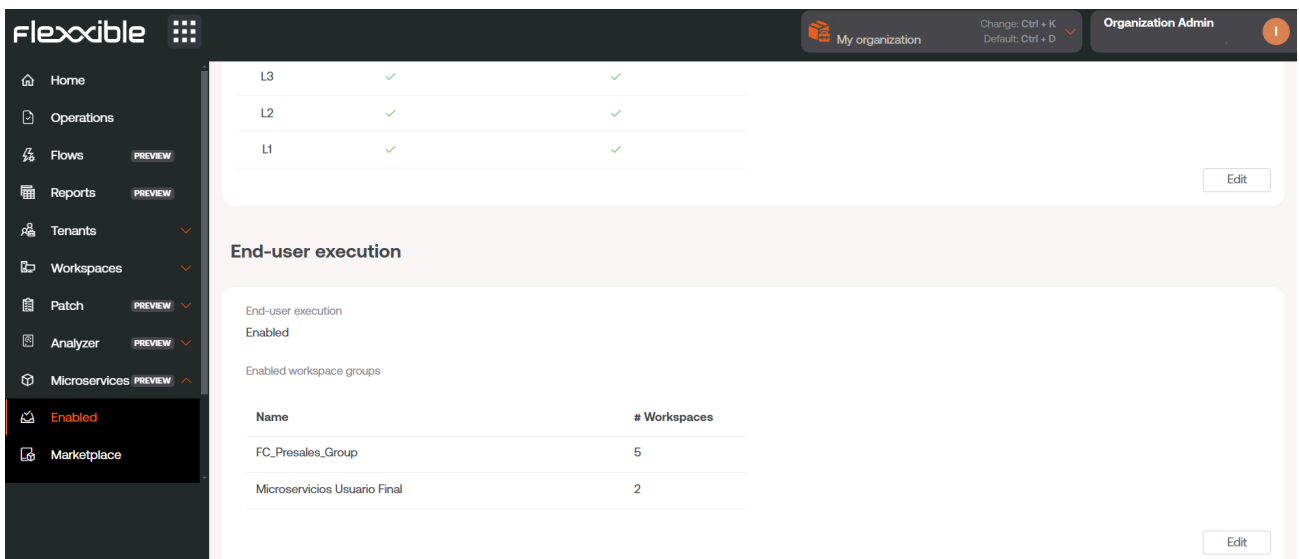 Flexxible
My organization
Change: Ctrl + K
Default: Ctrl + D
Organization Admin
I
Home
Operations
Flows PREVIEW
Reports PREVIEW
Tenants
Workspaces
Patch PREVIEW
Analyzer PREVIEW
Microservices PREVIEW
Enabled
Marketplace
L3
L2
L1
Edit
End-user execution
End-user execution
Enabled
Enabled workspace groups
Name # Workspaces
FC_Presales_Group 5
Microservicios Usuario Final 2
Edit